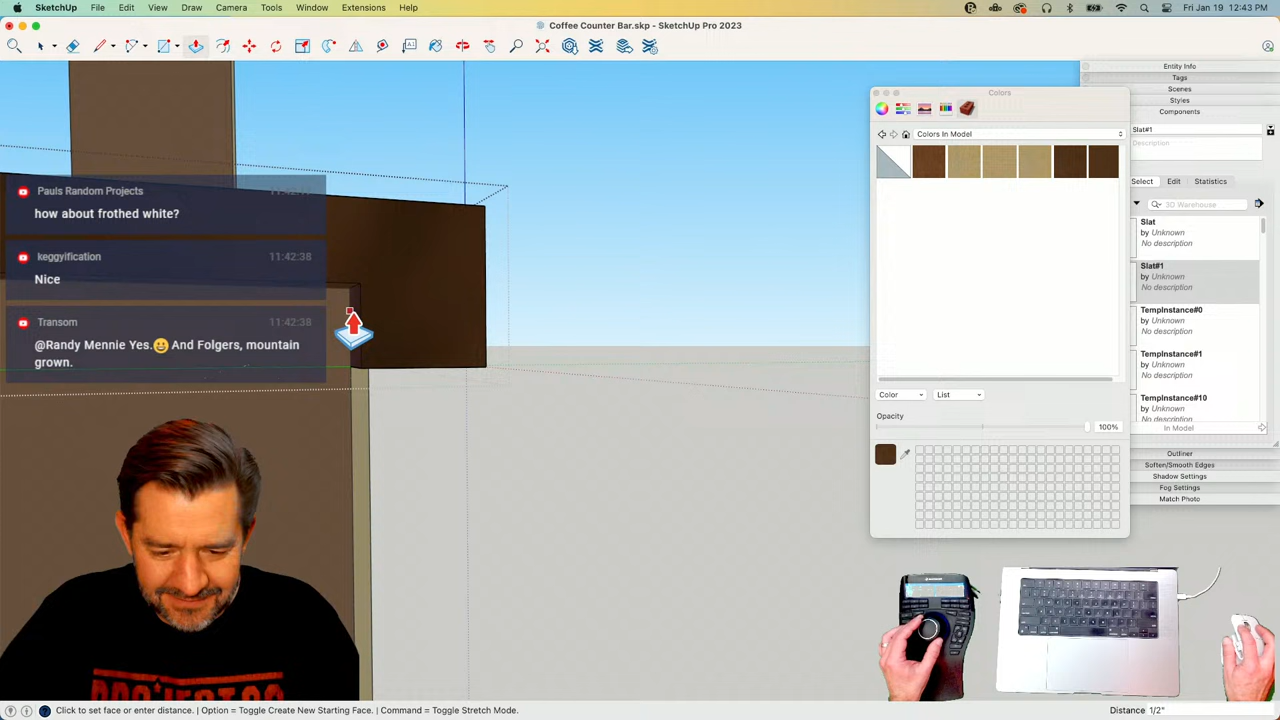 SketchUp File Edit View Draw Camera Tools Window Extensions Help
Fri Jan 19 12:43 PM
Coffee Counter Bar.skp - SketchUp Pro 2023
Entity Info
Tags
Scenes
Styles
Components
Slat#1
Description
Select Edit Statistics
3D Warehouse
Slat
by Unknown
No description
Slat#1
by Unknown
No description
TempInstance#0
by Unknown
No description
TempInstance#1
by Unknown
No description
TempInstance#10
by Unknown
In Model
Outliner
Soften/Smooth Edges
Shadow Settings
Fog Settings
Match Photo
Colors
Colors In Model
Color List
Opacity
100%
Pauls Random Projects
how about frothed white?
keggyification 11:42:38
Nice
Transom 11:42:38
@Randy Mennie Yes.😀 And Folgers, mountain
grown.
Click to set face or enter distance. | Option = Toggle Create New Starting Face. | Command = Toggle Stretch Mode.
Distance 1/2"